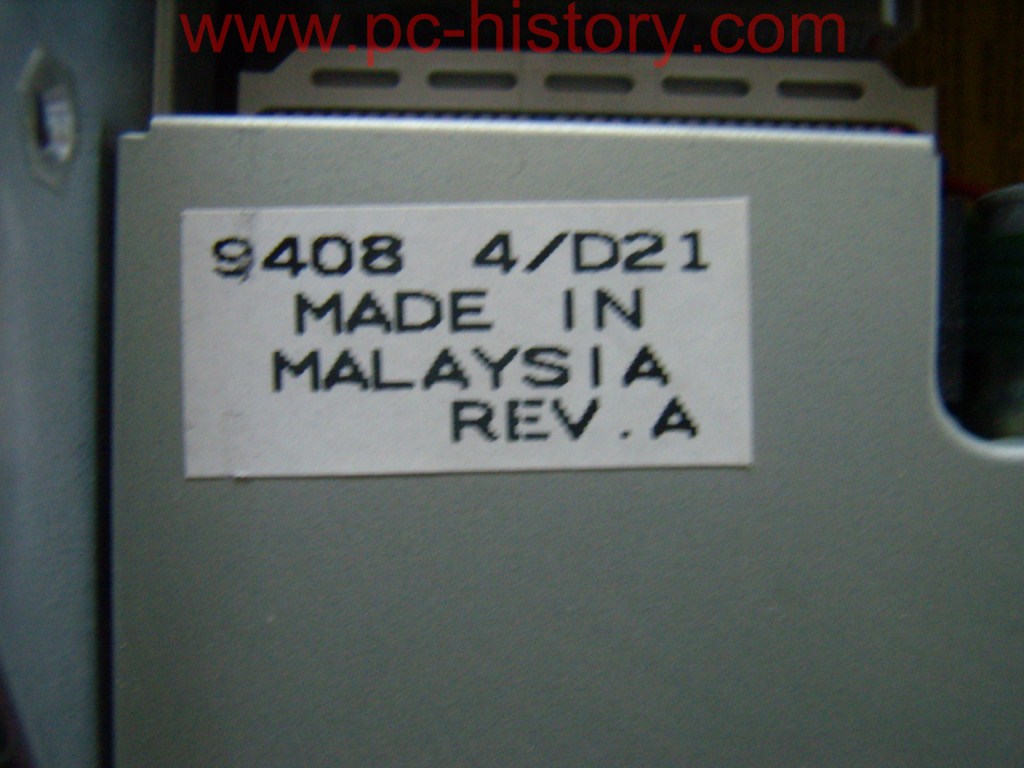 www.pc-history.com
9408 4/D21
MADE IN
MALAYSIA
REV.A